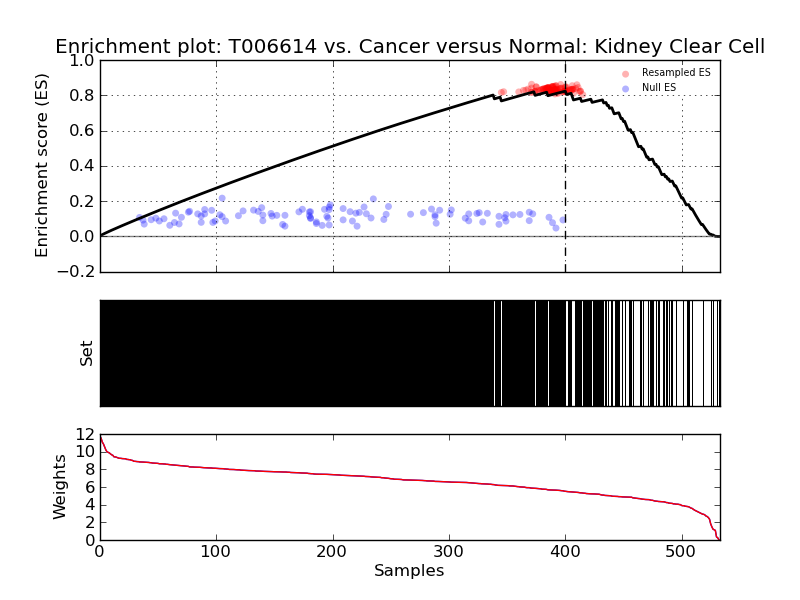 Enrichment plot: T006614 vs. Cancer versus Normal: Kidney Clear Cell
Enrichment score (ES)
1.0
0.8
0.6
0.4
0.2
0.0
−0.2
Resampled ES
Null ES
Set
Weights
12
10
8
6
4
2
0
0 100 200 300 400 500
Samples